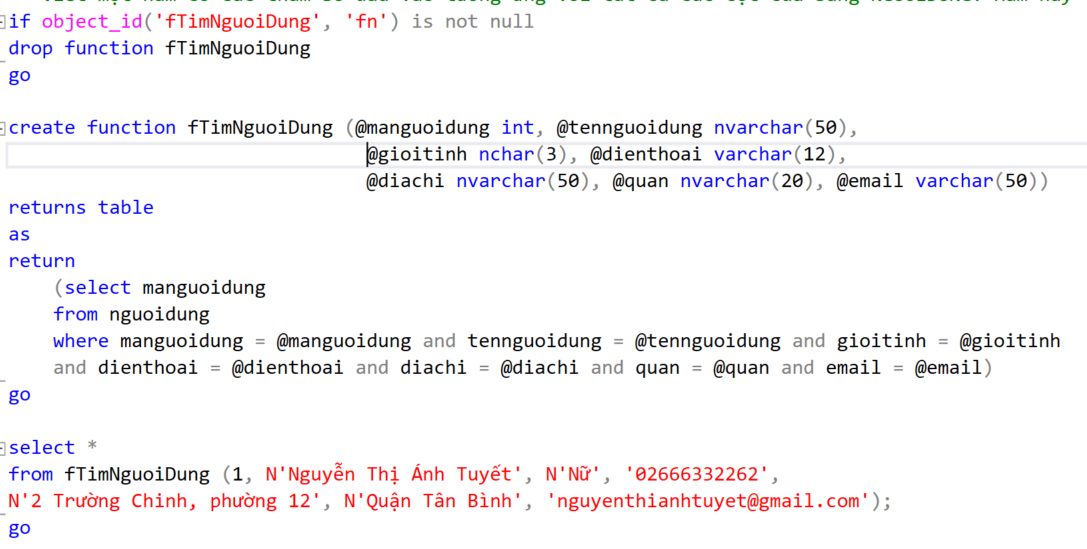 if object_id('fTimNguoiDung', 'fn') is not null
drop function fTimNguoiDung
go
create function fTimNguoiDung (@manguoidung int, @tennguoidung nvarchar(50),
@gioitinh nchar(3), @dienthoai varchar(12),
@diachi nvarchar(50), @quan nvarchar(20), @email varchar(50))
returns table
as
return
(select manguoidung
from nguoidung
where manguoidung = @manguoidung and tennguoidung = @tennguoidung and gioitinh = @gioitinh
and dienthoai = @dienthoai and diachi = @diachi and quan = @quan and email = @email)
go
select *
from fTimNguoiDung (1, N'Nguyễn Thị Ánh Tuyết', N'Nữ', '02666332262',
N'2 Trường Chinh, phường 12', N'Quận Tân Bình', 'nguyenthianhtuyet@gmail.com');
go